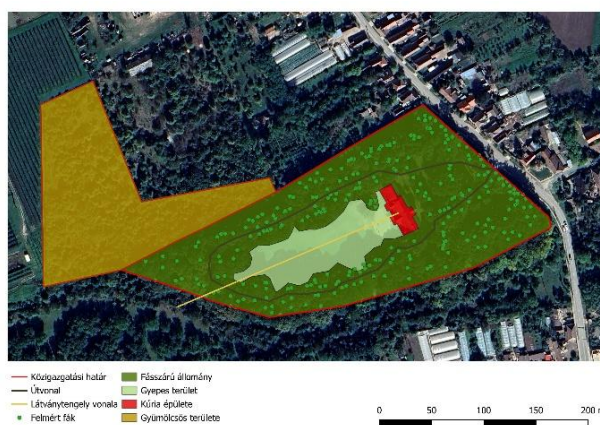 Közigazgatási határ
Útvonal
Látványtengely vonala
Felmért fák
Fásszárú állomány
Gyepes terület
Kúria épülete
Gyümölcsös területe
0 50 100 150 200 m